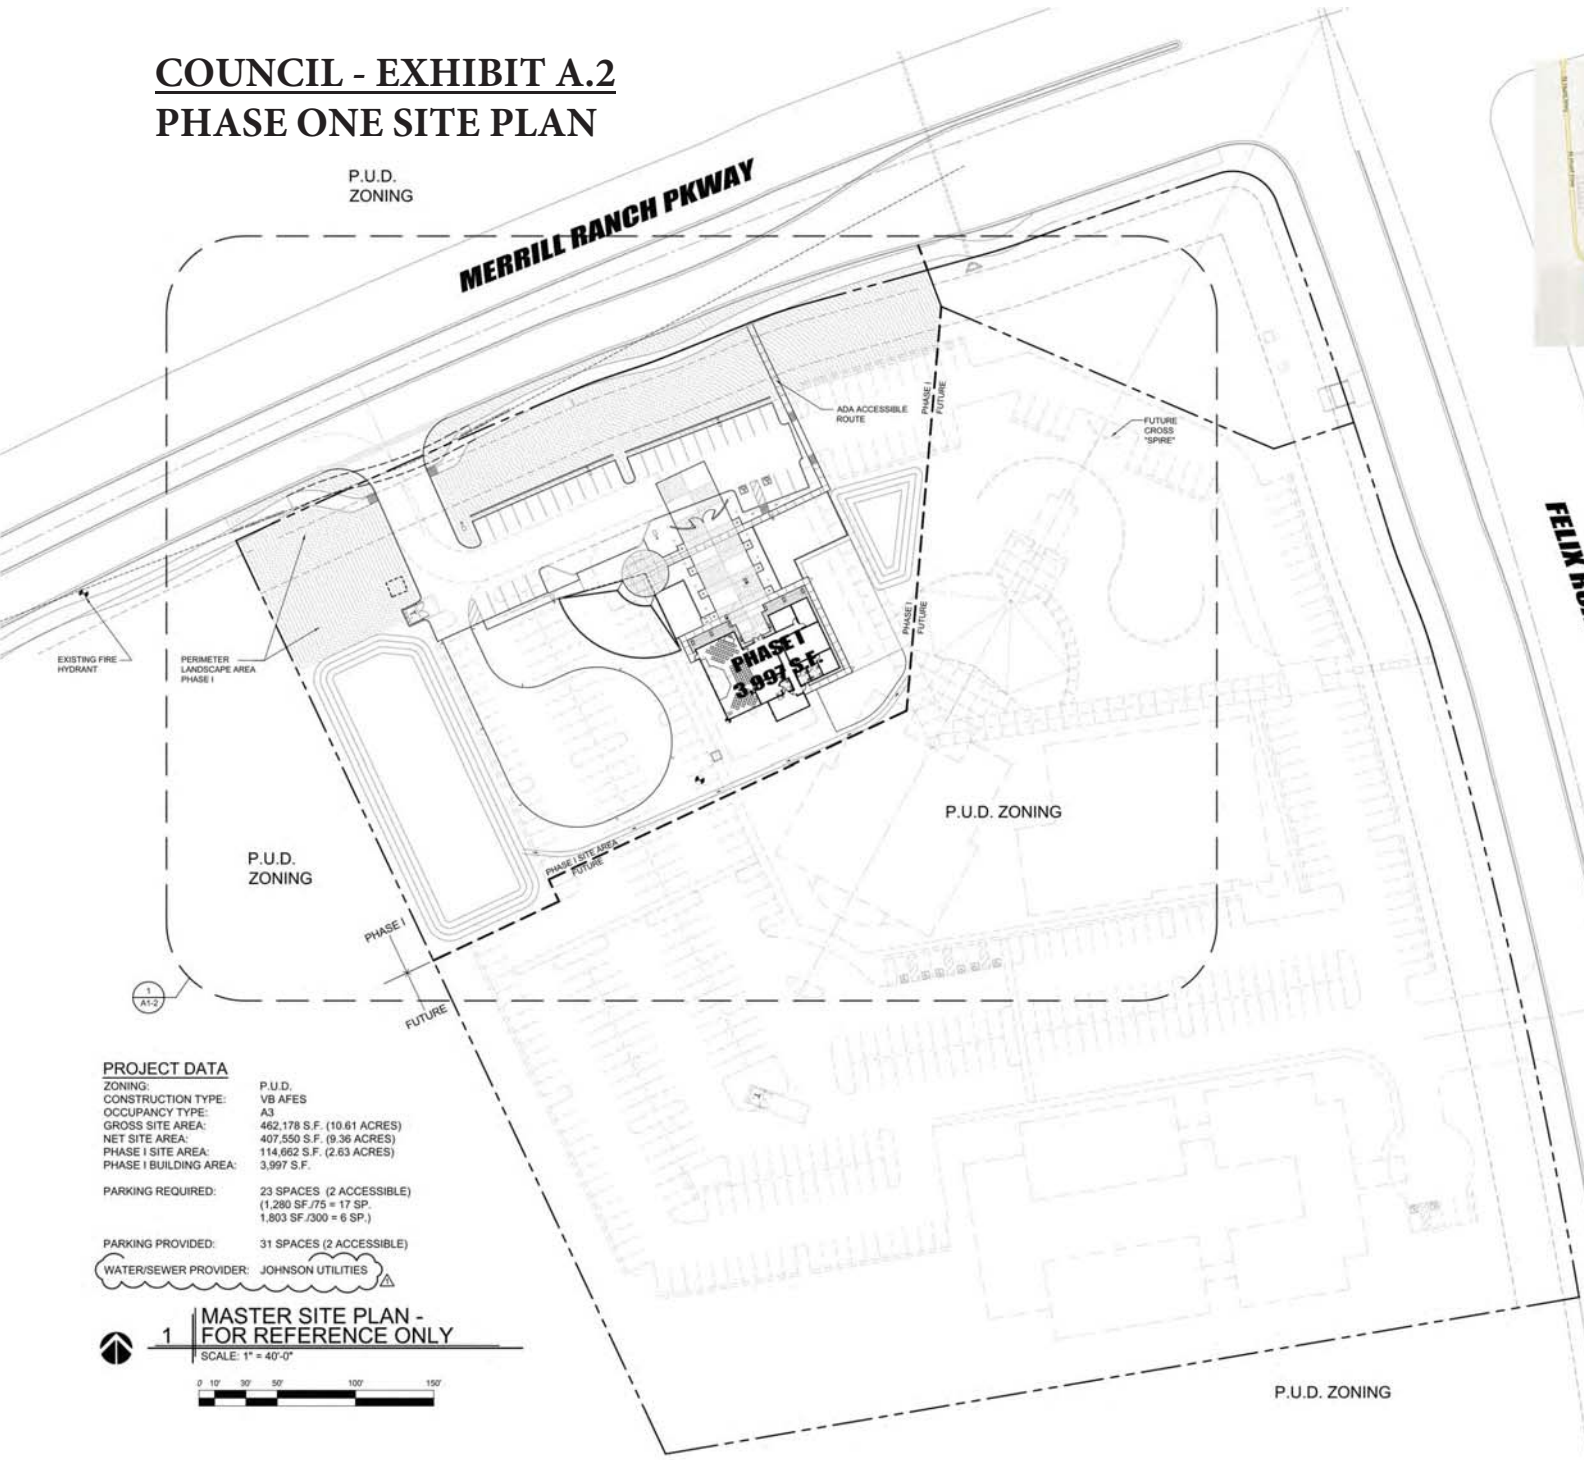 COUNCIL - EXHIBIT A.2
PHASE ONE SITE PLAN
P.U.D.
ZONING
MERRILL RANCH PKWAY
ADA ACCESSIBLE
ROUTE
PHASE I
FUTURE
FUTURE
CROSS
"SPIRE"
EXISTING FIRE
HYDRANT
PERIMETER
LANDSCAPE AREA
PHASE I
PHASE I
FUTURE
PHASE I
3,997 S.F.
FELIX
P.U.D. ZONING
P.U.D.
ZONING
PHASE I SITE AREA
FUTURE
PHASE I
FUTURE
1
A1-2
PROJECT DATA
ZONING: P.U.D.
CONSTRUCTION TYPE: VB AFES
OCCUPANCY TYPE: A3
GROSS SITE AREA: 462,178 S.F. (10.61 ACRES)
NET SITE AREA: 407,550 S.F. (9.36 ACRES)
PHASE I SITE AREA: 114,662 S.F. (2.63 ACRES)
PHASE I BUILDING AREA: 3,997 S.F.
PARKING REQUIRED: 23 SPACES (2 ACCESSIBLE)
(1,280 SF./75 = 17 SP.
1,803 SF./300 = 6 SP.)
PARKING PROVIDED: 31 SPACES (2 ACCESSIBLE)
WATER/SEWER PROVIDER: JOHNSON UTILITIES
1
MASTER SITE PLAN -
FOR REFERENCE ONLY
SCALE: 1" = 40'-0"
0 10' 30' 50' 100' 150'
P.U.D. ZONING